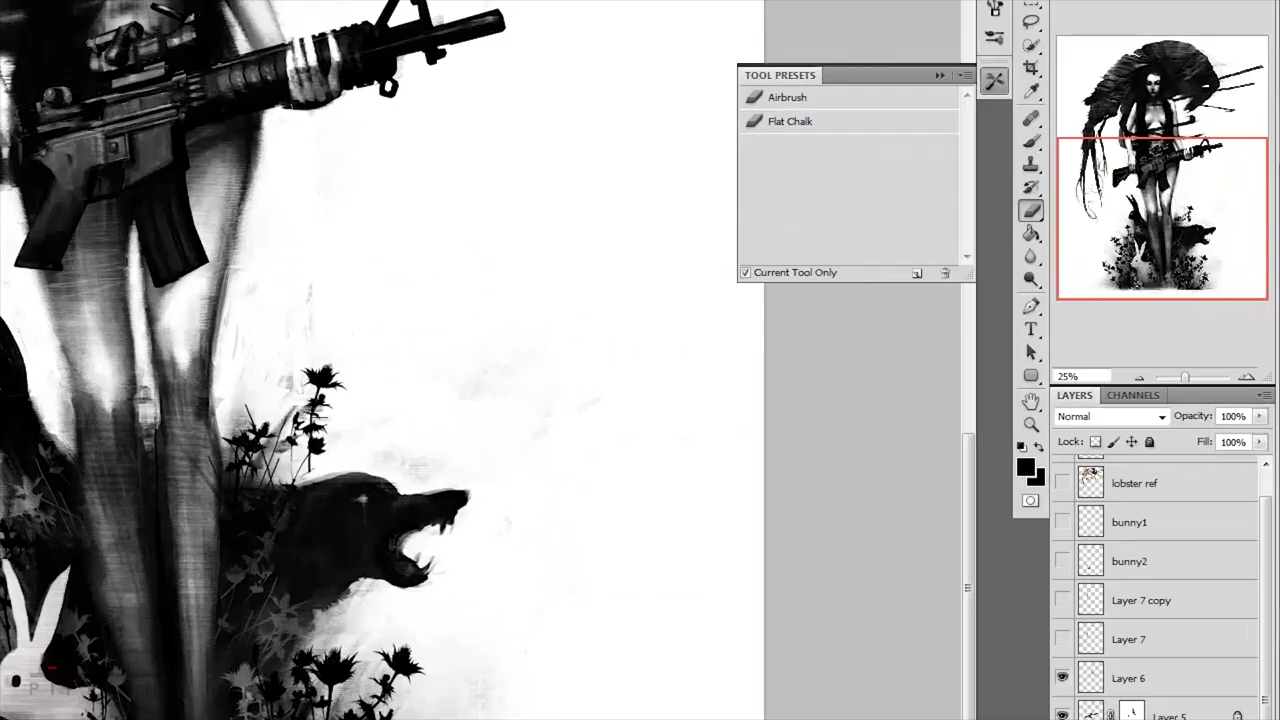 TOOL PRESETS
Airbrush
Flat Chalk
Current Tool Only
25%
LAYERS
CHANNELS
Normal
Opacity: 100%
Lock:
Fill: 100%
lobster ref
bunny1
bunny2
Layer 7 copy
Layer 7
Layer 6
Layer 5